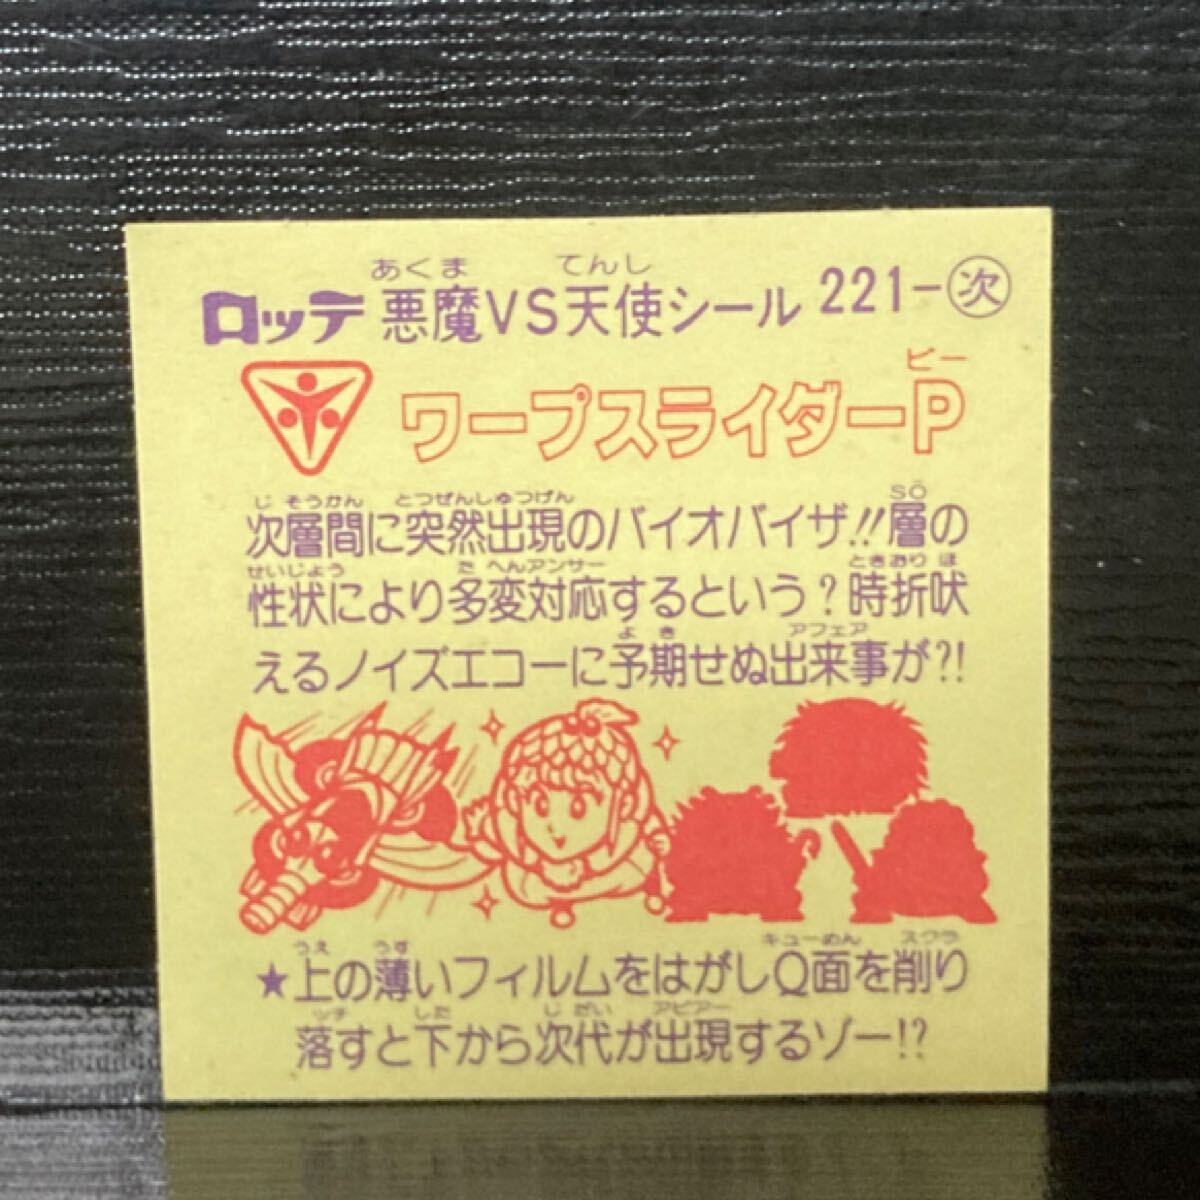 あくま てんし
ロッテ 悪魔VS天使シール 221-次
ピー
ワープスライダーP
じ そうかん とつぜんしゅつげん SŌ
次層間に突然出現のバイオバイザ!!層の
せいじょう た へんアンサー ときおり ほ
性状により多変対応するという?時折吠
よ き アフェア
えるノイズエコーに予期せぬ出来事が?!
うえ うす キューめん スクラ
★上の薄いフィルムをはがしQ面を削り
ッチ した じ だい アピアー
落すと下から次代が出現するゾー!?